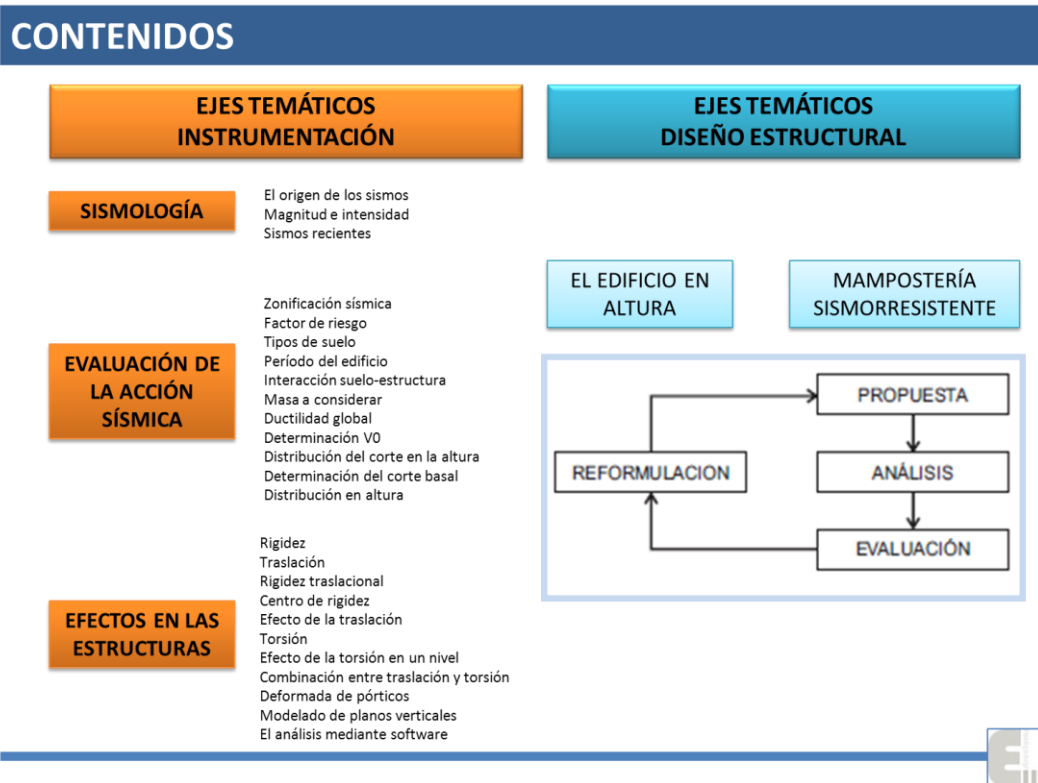 CONTENIDOS
EJES TEMÁTICOS
INSTRUMENTACIÓN
SISMOLOGÍA
El origen de los sismos
Magnitud e intensidad
Sismos recientes
EVALUACIÓN DE
LA ACCIÓN
SÍSMICA
Zonificación sísmica
Factor de riesgo
Tipos de suelo
Período del edificio
Interacción suelo-estructura
Masa a considerar
Ductilidad global
Determinación V0
Distribución del corte en la altura
Determinación del corte basal
Distribución en altura
EFECTOS EN LAS
ESTRUCTURAS
Rigidez
Traslación
Rigidez traslacional
Centro de rigidez
Efecto de la traslación
Torsión
Efecto de la torsión en un nivel
Combinación entre traslación y torsión
Deformada de pórticos
Modelado de planos verticales
El análisis mediante software
EJES TEMÁTICOS
DISEÑO ESTRUCTURAL
EL EDIFICIO EN
ALTURA
MAMPOSTERÍA
SISMORRESISTENTE
PROPUESTA
REFORMULACION
ANÁLISIS
EVALUACIÓN